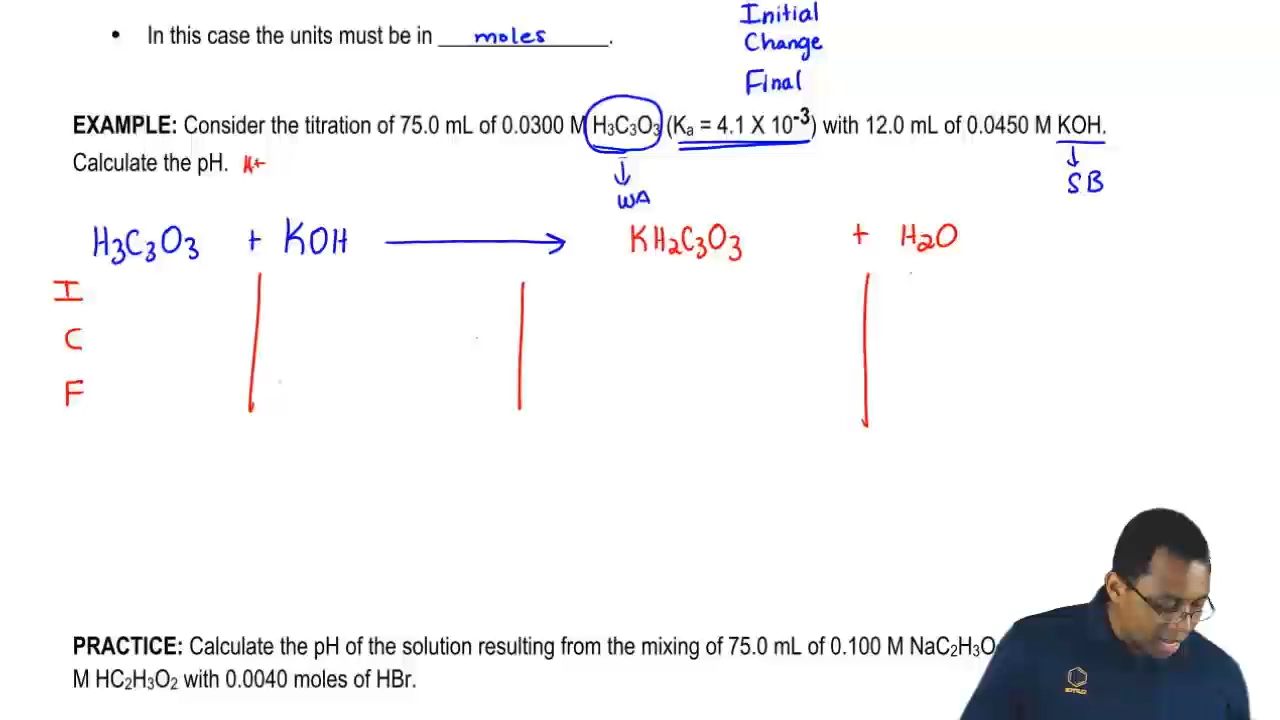 Initial
• In this case the units must be in moles.
Change
Final
EXAMPLE: Consider the titration of 75.0 mL of 0.0300 M H₃C₃O₃ (Kₐ = 4.1 X 10⁻³) with 12.0 mL of 0.0450 M KOH.
Calculate the pH. H+
WA
SB
H₃C₃O₃ + KOH → KH₂C₃O₃ + H₂O
I
C
F
PRACTICE: Calculate the pH of the solution resulting from the mixing of 75.0 mL of 0.100 M NaC₂H₃O
M HC₂H₃O₂ with 0.0040 moles of HBr.